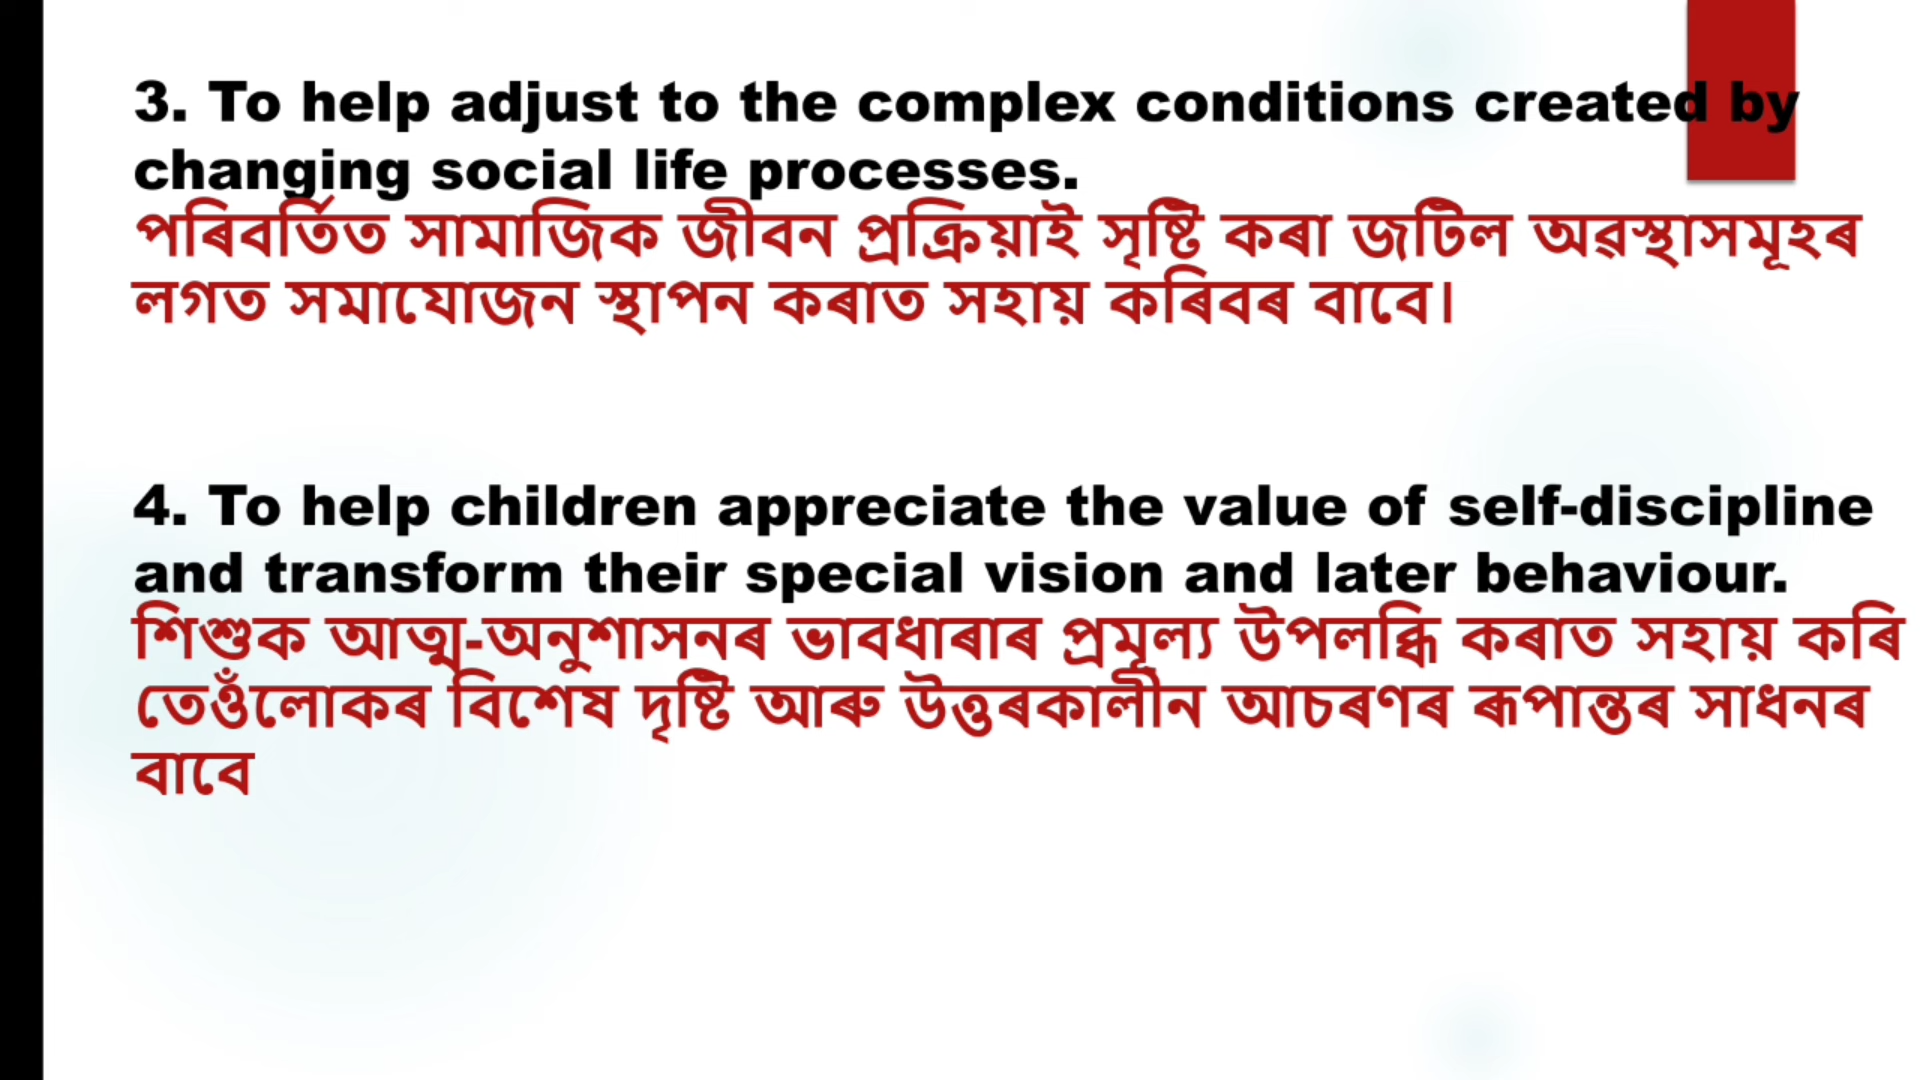 3. To help adjust to the complex conditions created by
changing social life processes.
পৰিবৰ্তিত সামাজিক জীবন প্ৰক্ৰিয়াই সৃষ্টি কৰা জটিল অৱস্থাসমূহৰ
লগত সমাযোজন স্থাপন কৰাত সহায় কৰিবৰ বাবে।
4. To help children appreciate the value of self-discipline
and transform their special vision and later behaviour.
শিশুক আত্ম-অনুশাসনৰ ভাবধাৰাৰ প্ৰমূল্য উপলব্ধি কৰাত সহায় কৰি
তেওঁলোকৰ বিশেষ দৃষ্টি আৰু উত্তৰকালীন আচৰণৰ ৰূপান্তৰ সাধনৰ
বাবে